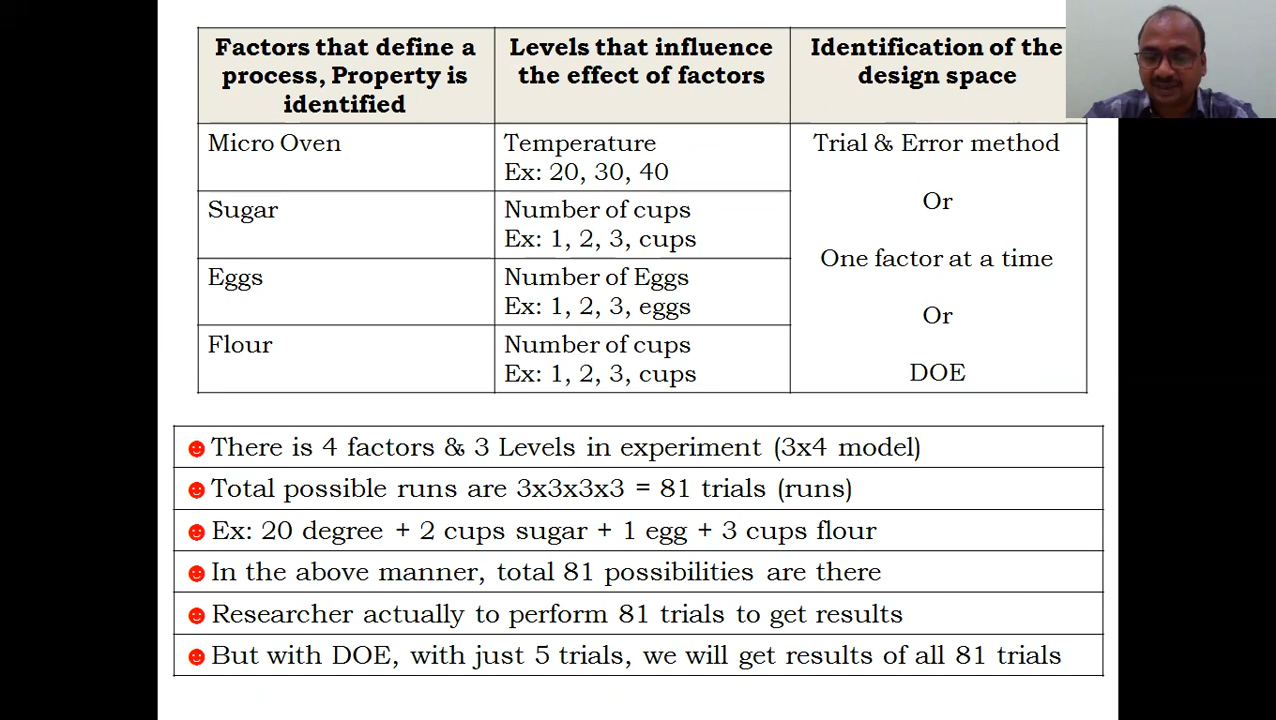 Factors that define a
process, Property is
identified
Levels that influence
the effect of factors
Identification of the
design space
Micro Oven
Temperature
Ex: 20, 30, 40
Sugar
Number of cups
Ex: 1, 2, 3, cups
Eggs
Number of Eggs
Ex: 1, 2, 3, eggs
Flour
Number of cups
Ex: 1, 2, 3, cups
Trial & Error method
Or
One factor at a time
Or
DOE
There is 4 factors & 3 Levels in experiment (3x4 model)
Total possible runs are 3x3x3x3 = 81 trials (runs)
Ex: 20 degree + 2 cups sugar + 1 egg + 3 cups flour
In the above manner, total 81 possibilities are there
Researcher actually to perform 81 trials to get results
But with DOE, with just 5 trials, we will get results of all 81 trials